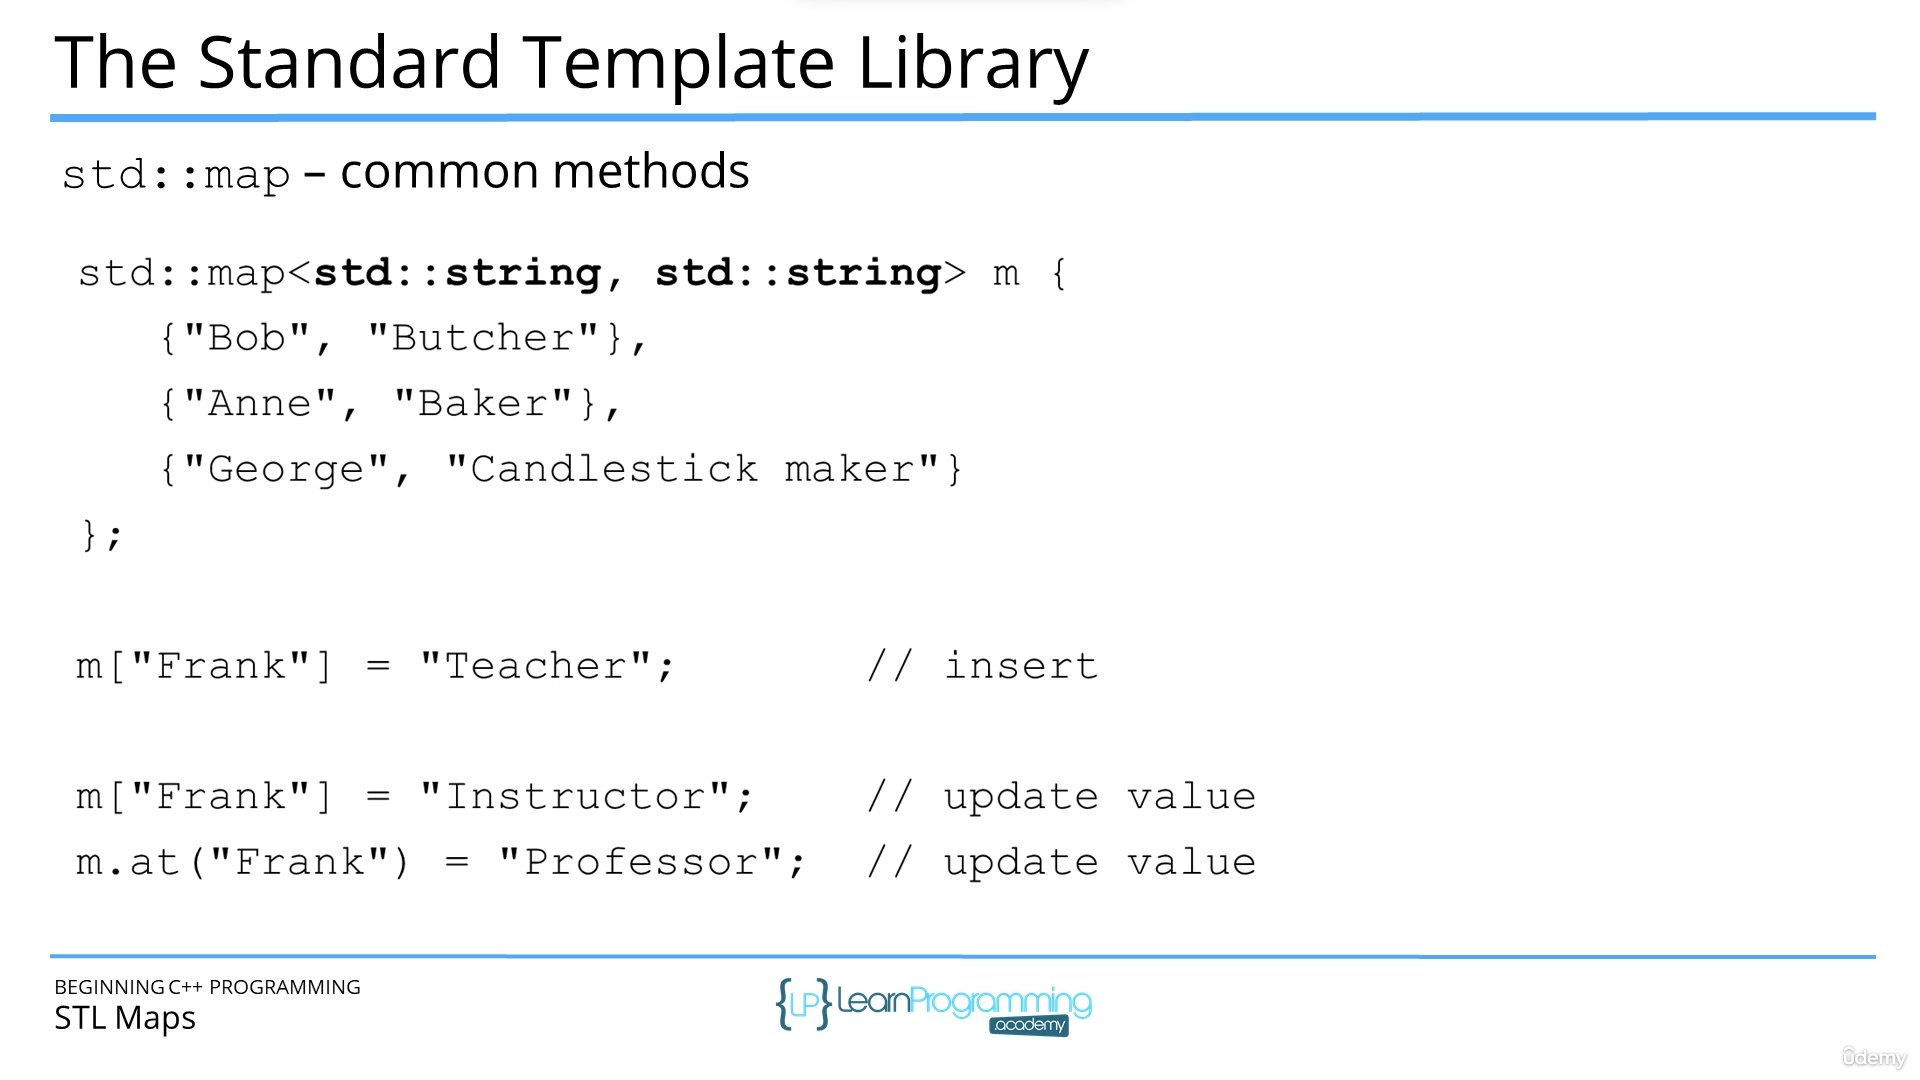 The Standard Template Library
std::map – common methods
std::map<std::string, std::string> m {
{"Bob", "Butcher"},
{"Anne", "Baker"},
{"George", "Candlestick maker"}
};
m["Frank"] = "Teacher"; // insert
m["Frank"] = "Instructor"; // update value
m.at("Frank") = "Professor"; // update value
BEGINNING C++ PROGRAMMING
STL Maps
{LP} LearnProgramming
.academy
ûdemy